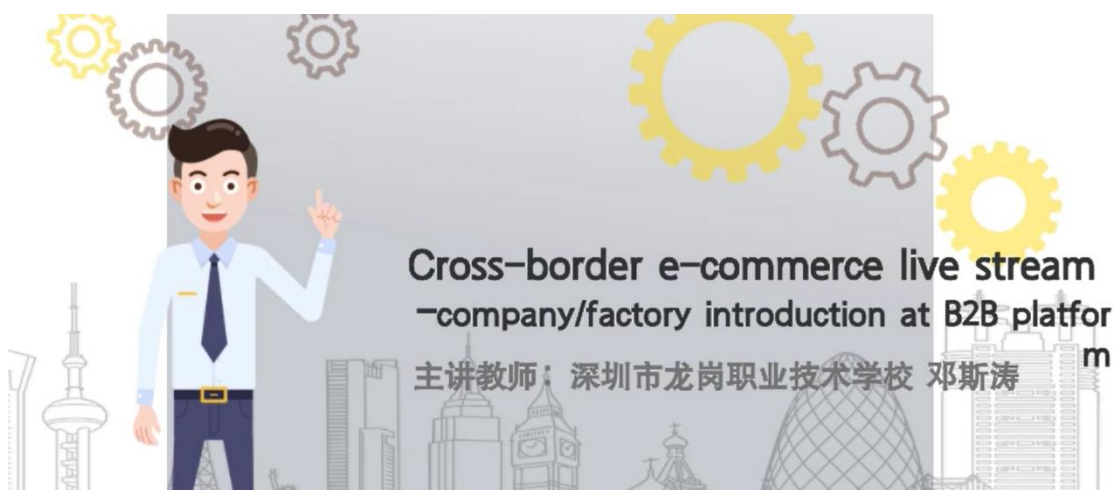 Cross-border e-commerce live stream
-company/factory introduction at B2B platfor
m
主讲教师：深圳市龙岗职业技术学校 邓斯涛